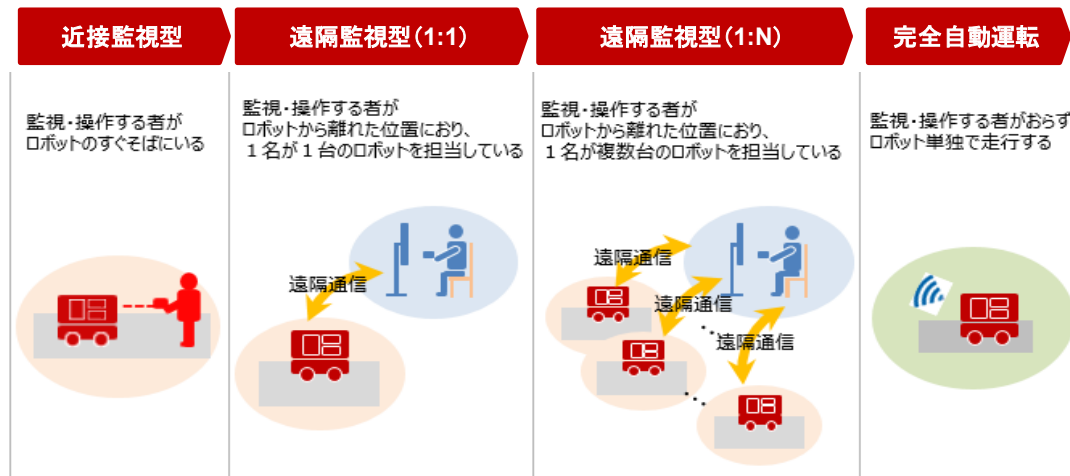 近接監視型
遠隔監視型（1:1）
遠隔監視型（1:N）
完全自動運転
監視・操作する者が
ロボットのすぐそばにいる
監視・操作する者が
ロボットから離れた位置におり、
１名が１台のロボットを担当している
監視・操作する者が
ロボットから離れた位置におり、
１名が複数台のロボットを担当している
監視・操作する者がおらず
ロボット単独で走行する
遠隔通信
遠隔通信
遠隔通信
遠隔通信